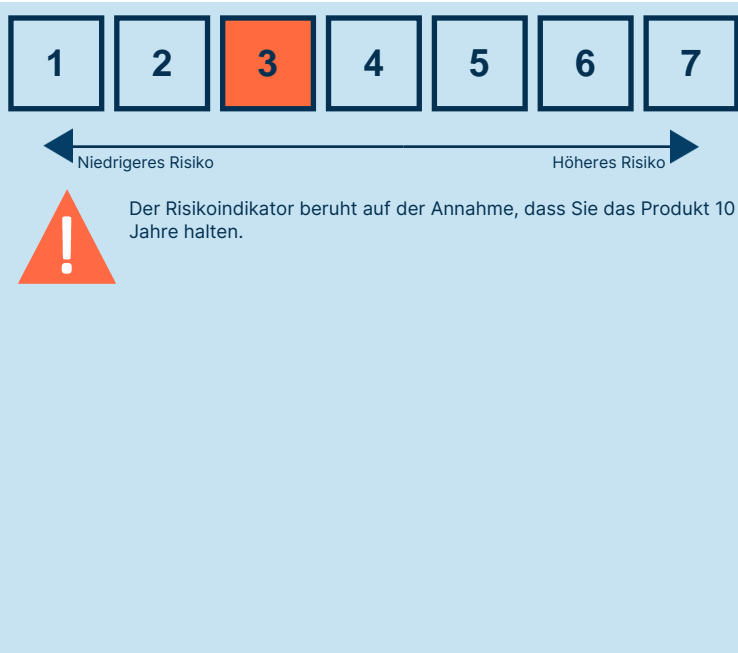 1 2 3 4 5 6 7
Niedrigeres Risiko Höheres Risiko
Der Risikoindikator beruht auf der Annahme, dass Sie das Produkt 10
Jahre halten.